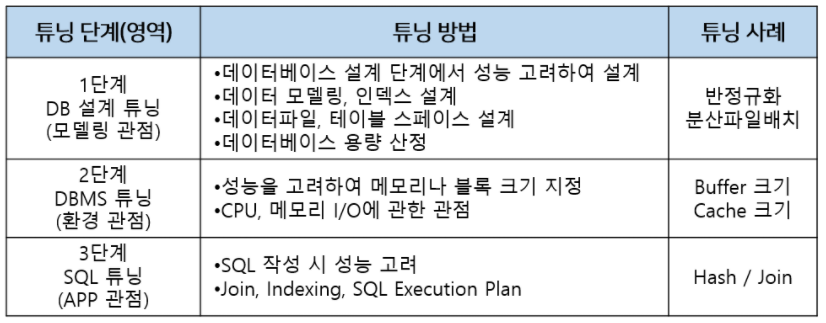 튜닝 단계(영역)
튜닝 방법
튜닝 사례
1단계
DB 설계 튜닝
(모델링 관점)
•데이터베이스 설계 단계에서 성능 고려하여 설계
•데이터 모델링, 인덱스 설계
•데이터파일, 테이블 스페이스 설계
•데이터베이스 용량 산정
반정규화
분산파일배치
2단계
DBMS 튜닝
(환경 관점)
•성능을 고려하여 메모리나 블록 크기 지정
•CPU, 메모리 I/O에 관한 관점
Buffer 크기
Cache 크기
3단계
SQL 튜닝
(APP 관점)
•SQL 작성 시 성능 고려
•Join, Indexing, SQL Execution Plan
Hash / Join